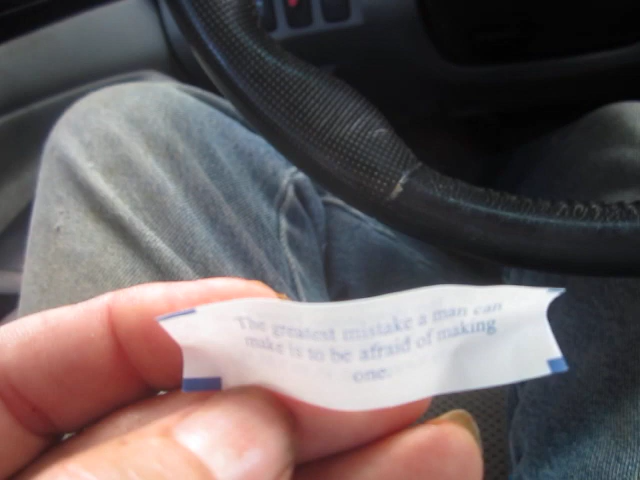 The greatest mistake a man can
make is to be afraid of making
one.